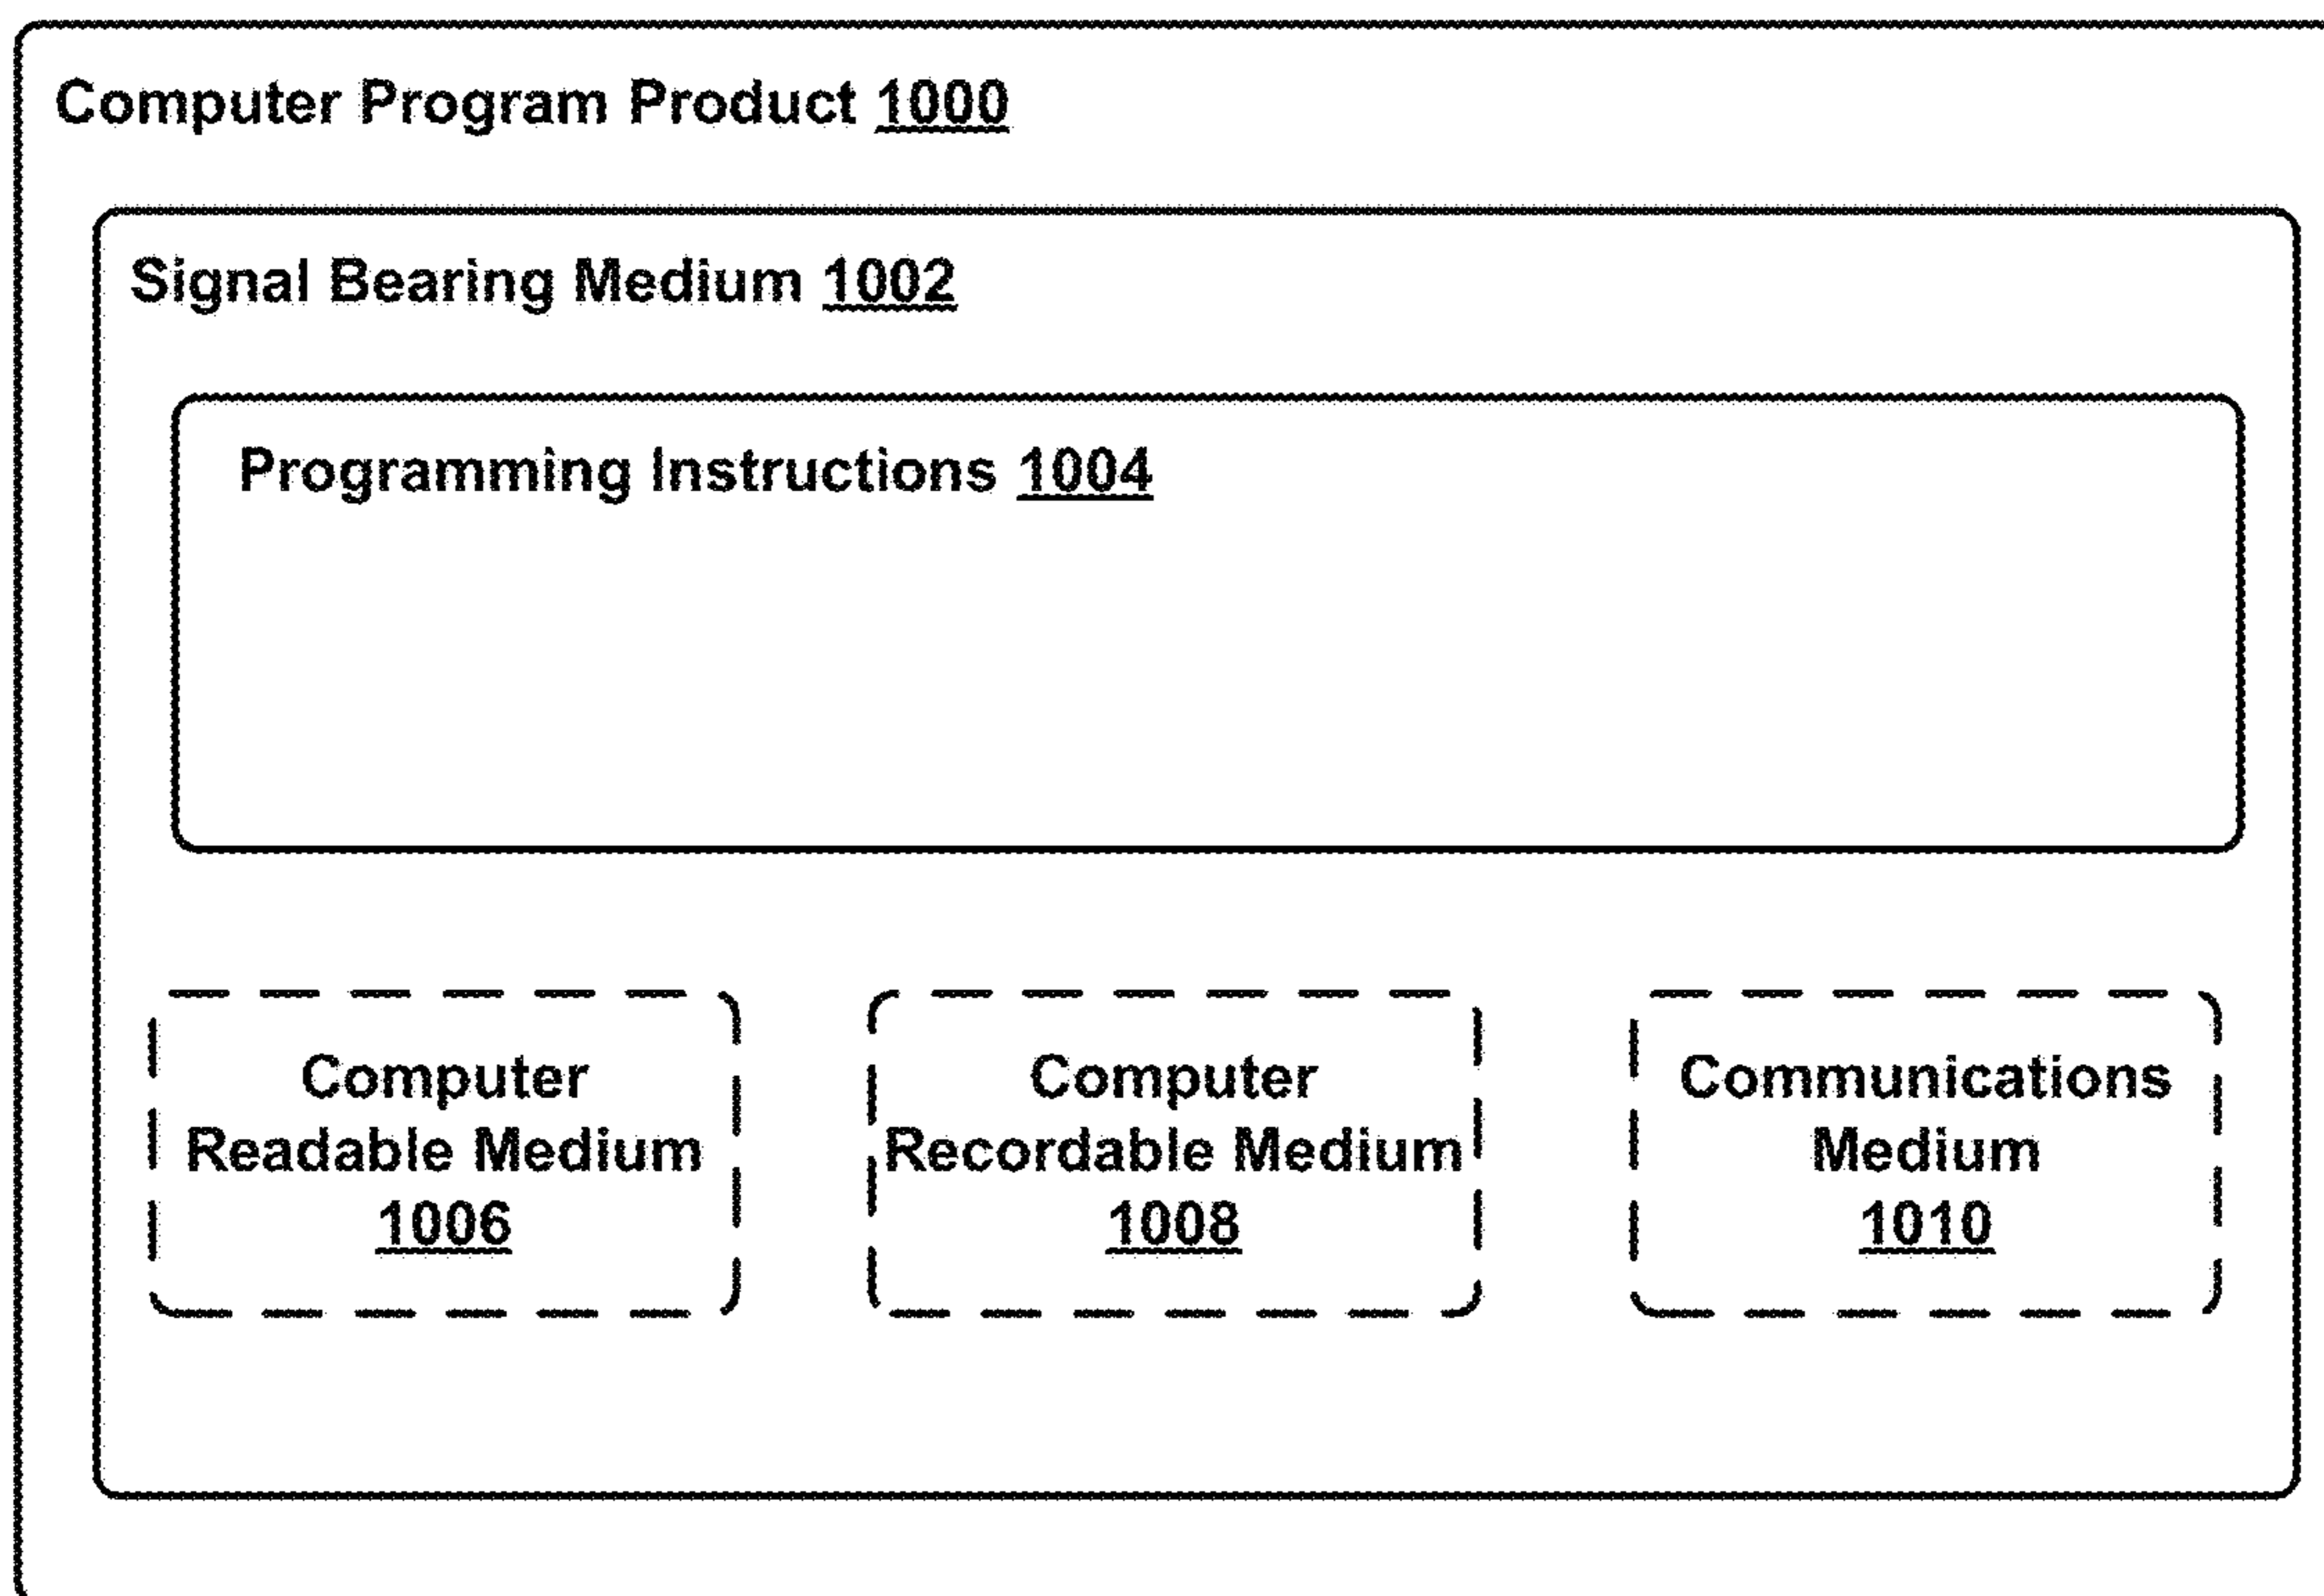 Computer Program Product 1000
Signal Bearing Medium 1002
Programming Instructions 1004
Computer
Readable Medium
1006
Computer
Recordable Medium
1008
Communications
Medium
1010